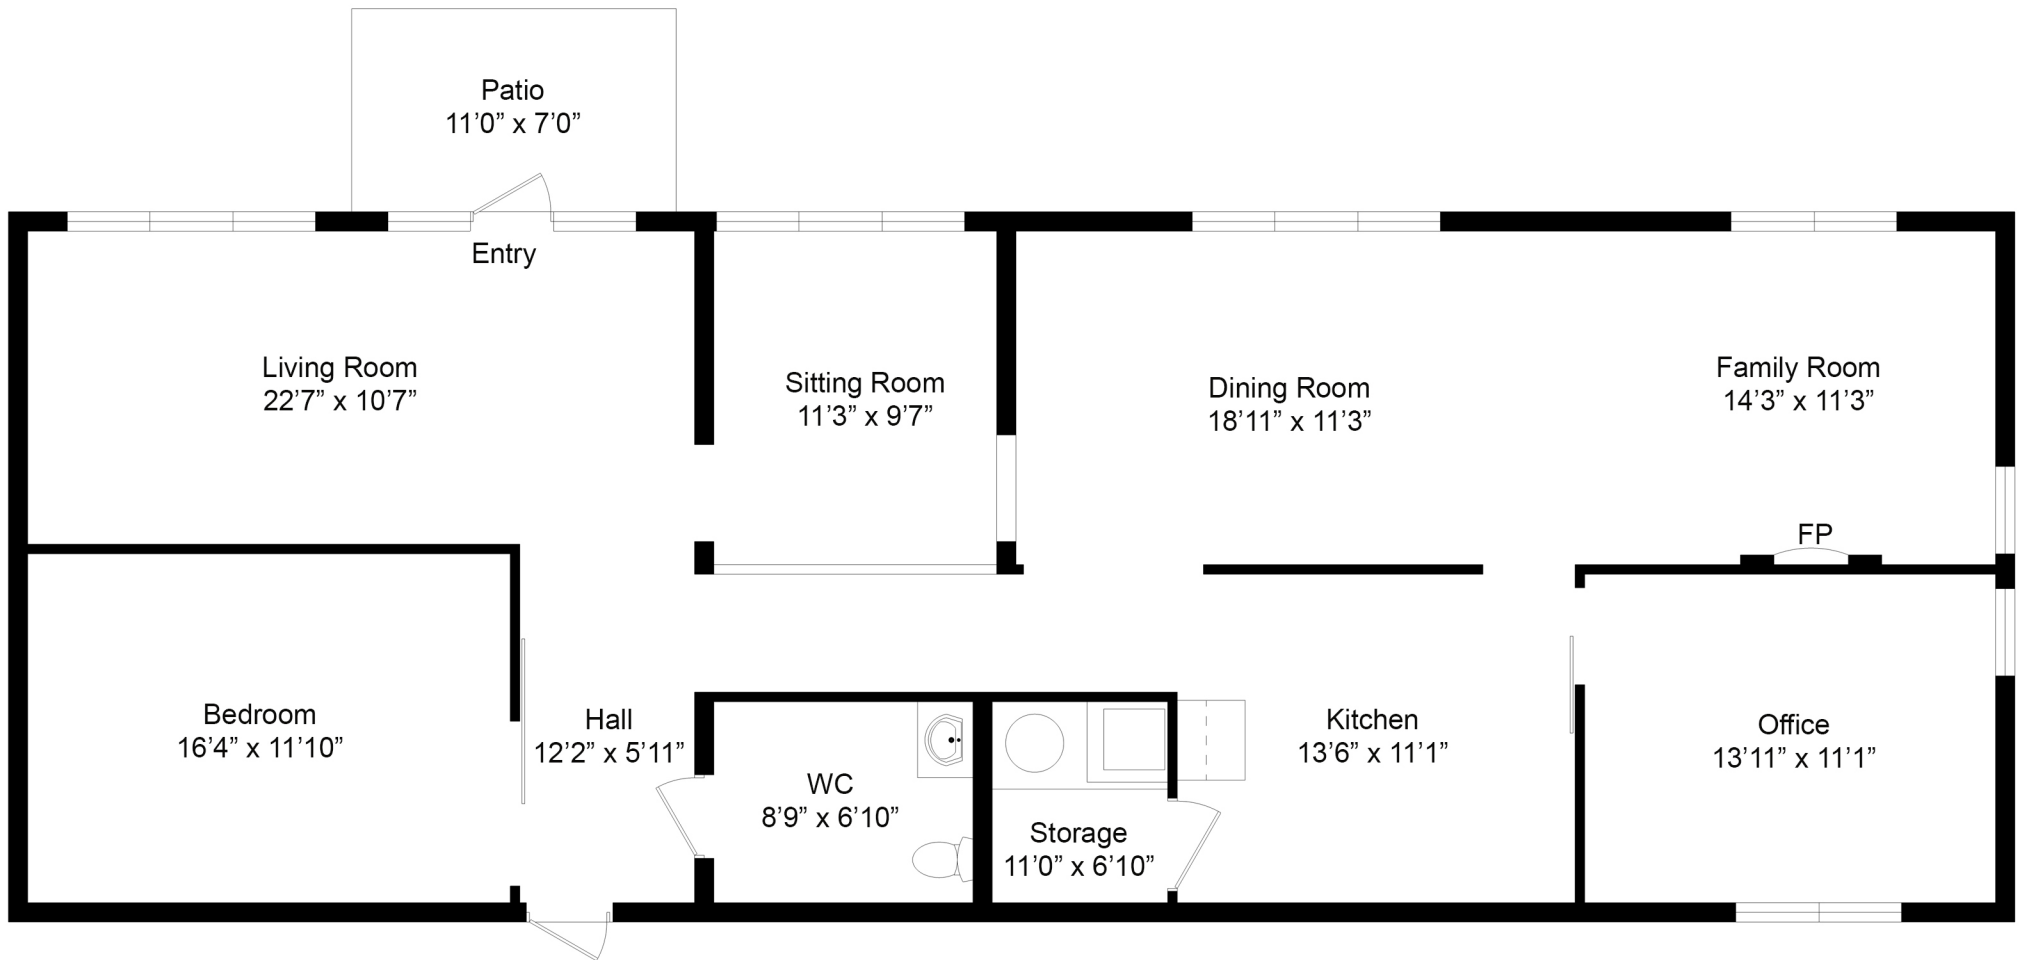 Patio
11’0” x 7’0”
Entry
Living Room
22’7” x 10’7”
Sitting Room
11’3” x 9’7”
Dining Room
18’11” x 11’3”
Family Room
14’3” x 11’3”
FP
Bedroom
16’4” x 11’10”
Hall
12’2” x 5’11”
WC
8’9” x 6’10”
Storage
11’0” x 6’10”
Kitchen
13’6” x 11’1”
Office
13’11” x 11’1”